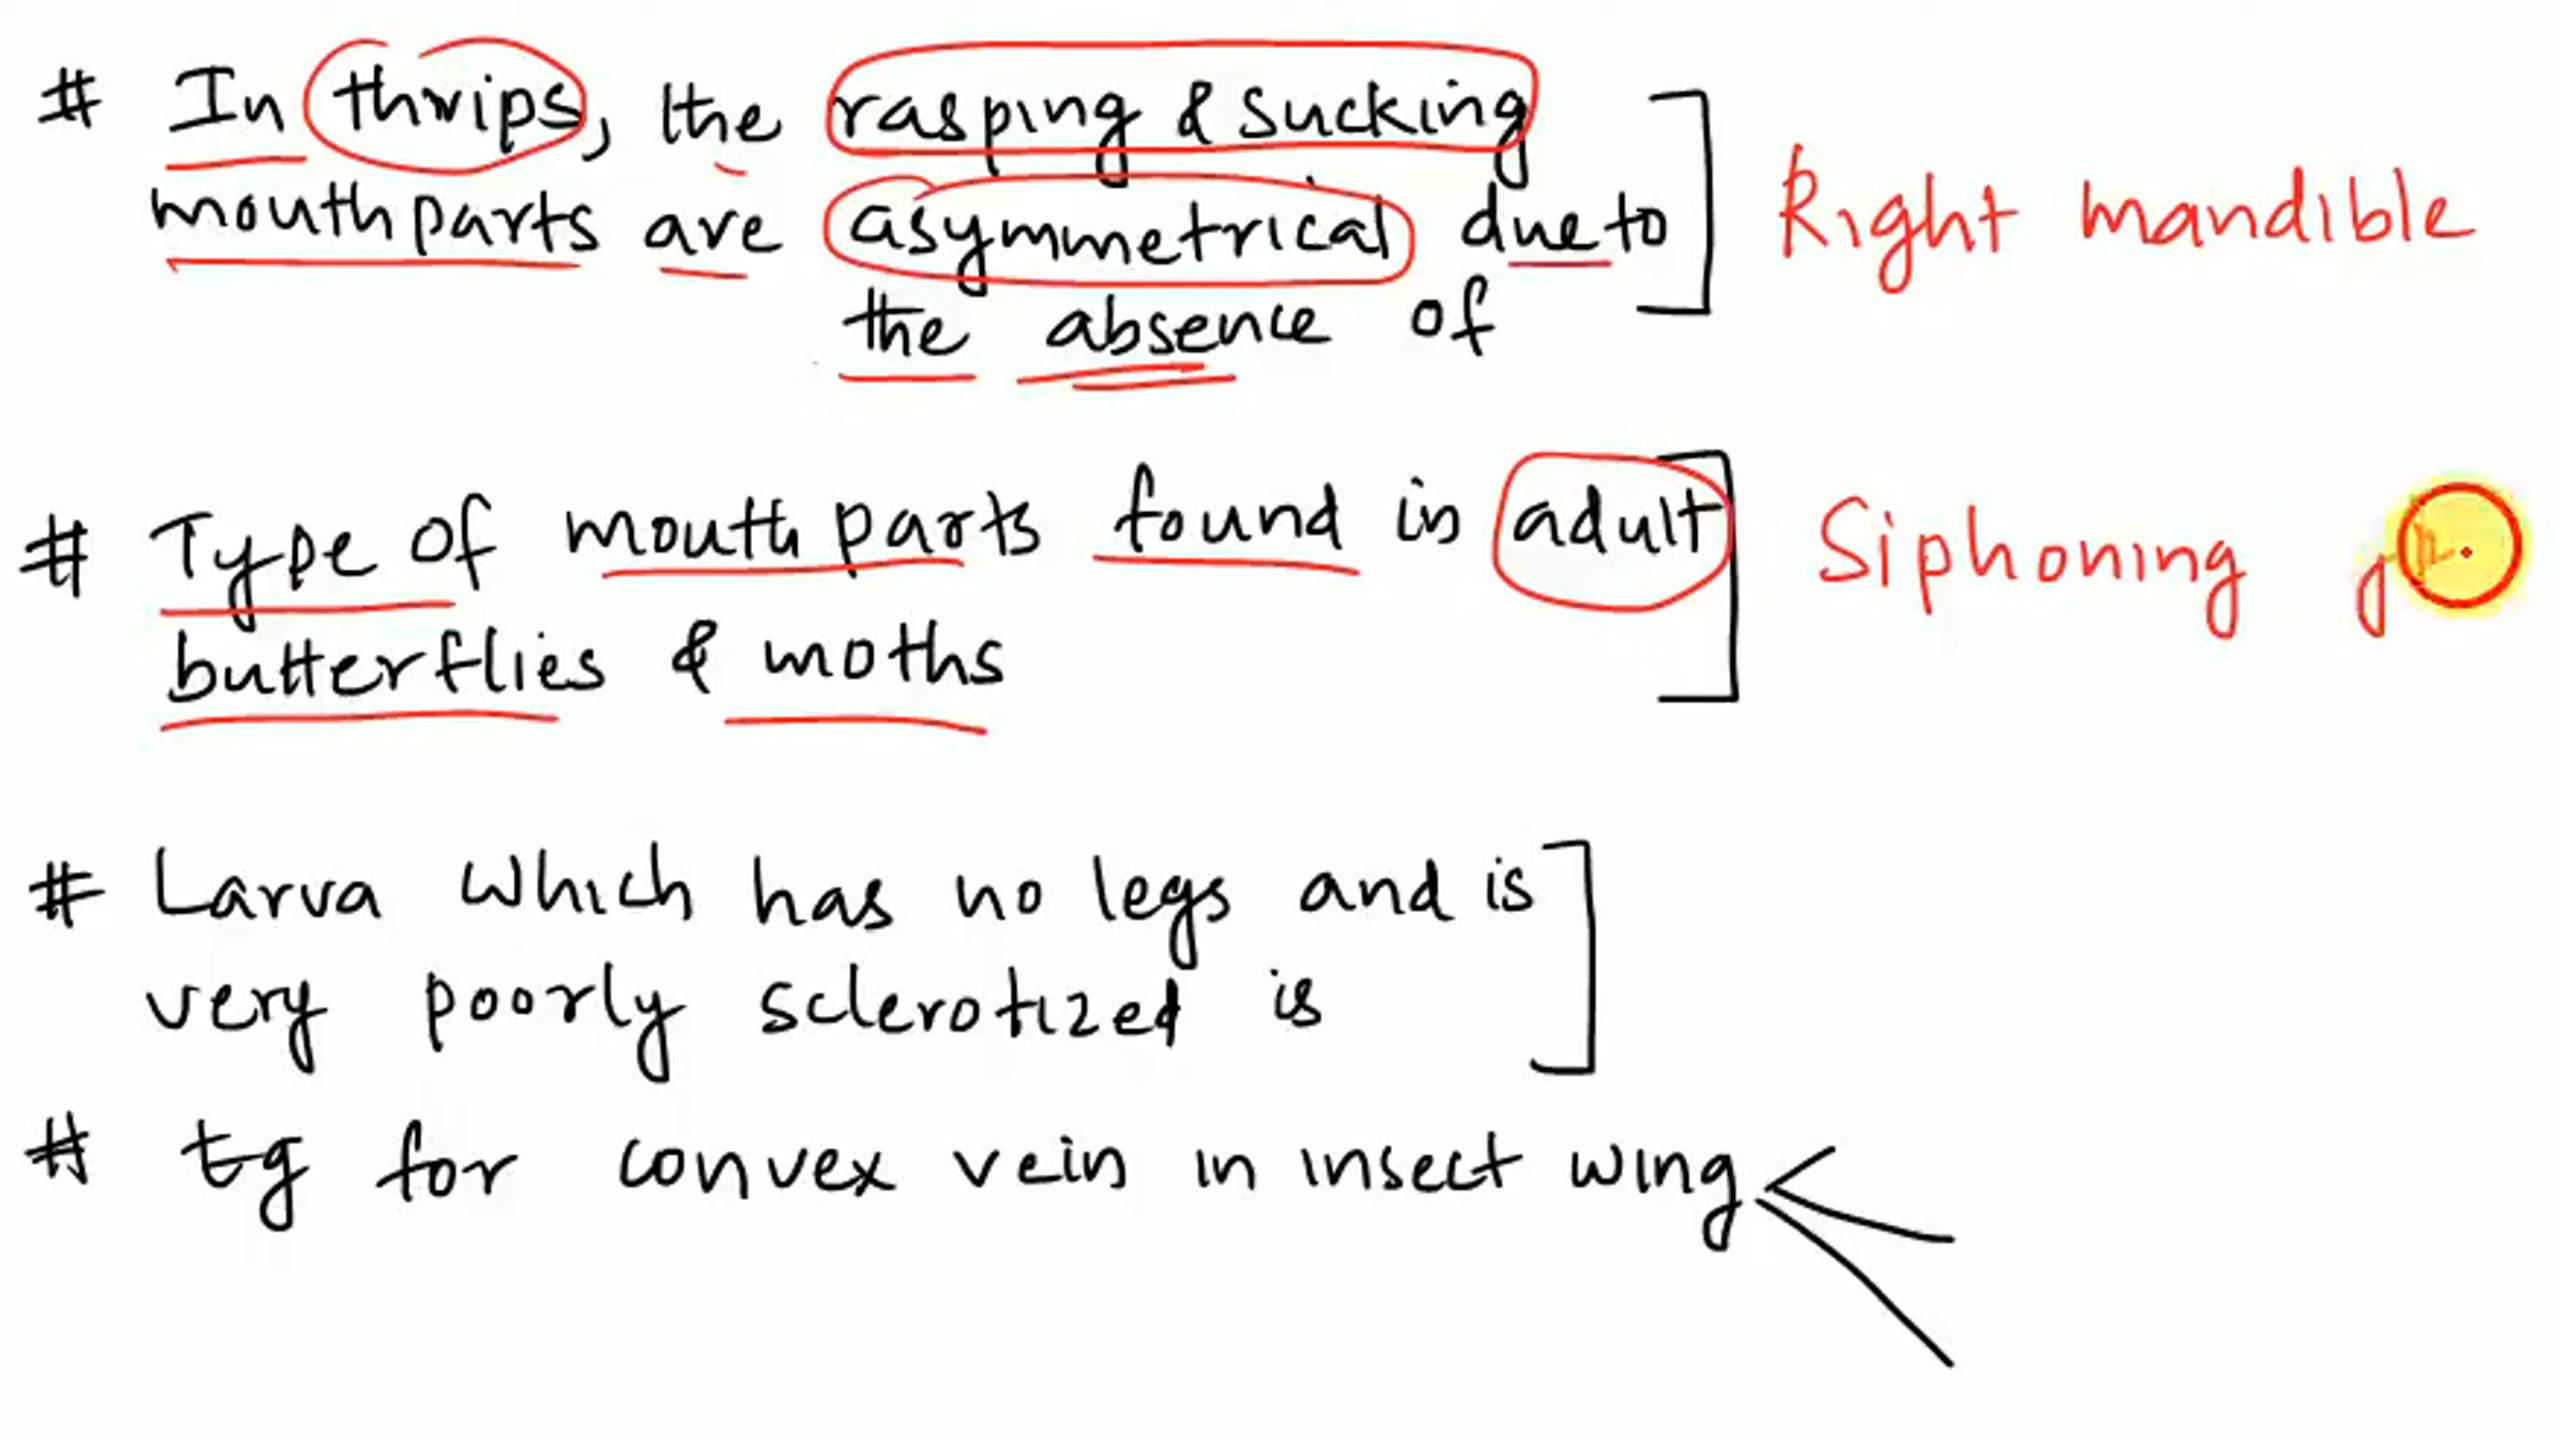 # In thrips, the rasping & sucking
mouthparts are asymmetrical due to
the absence of
Right mandible
# Type of mouth parts found in adult
butterflies & moths
Siphoning
# Larva which has no legs and is
very poorly sclerotized is
# Eg for convex vein in insect wing